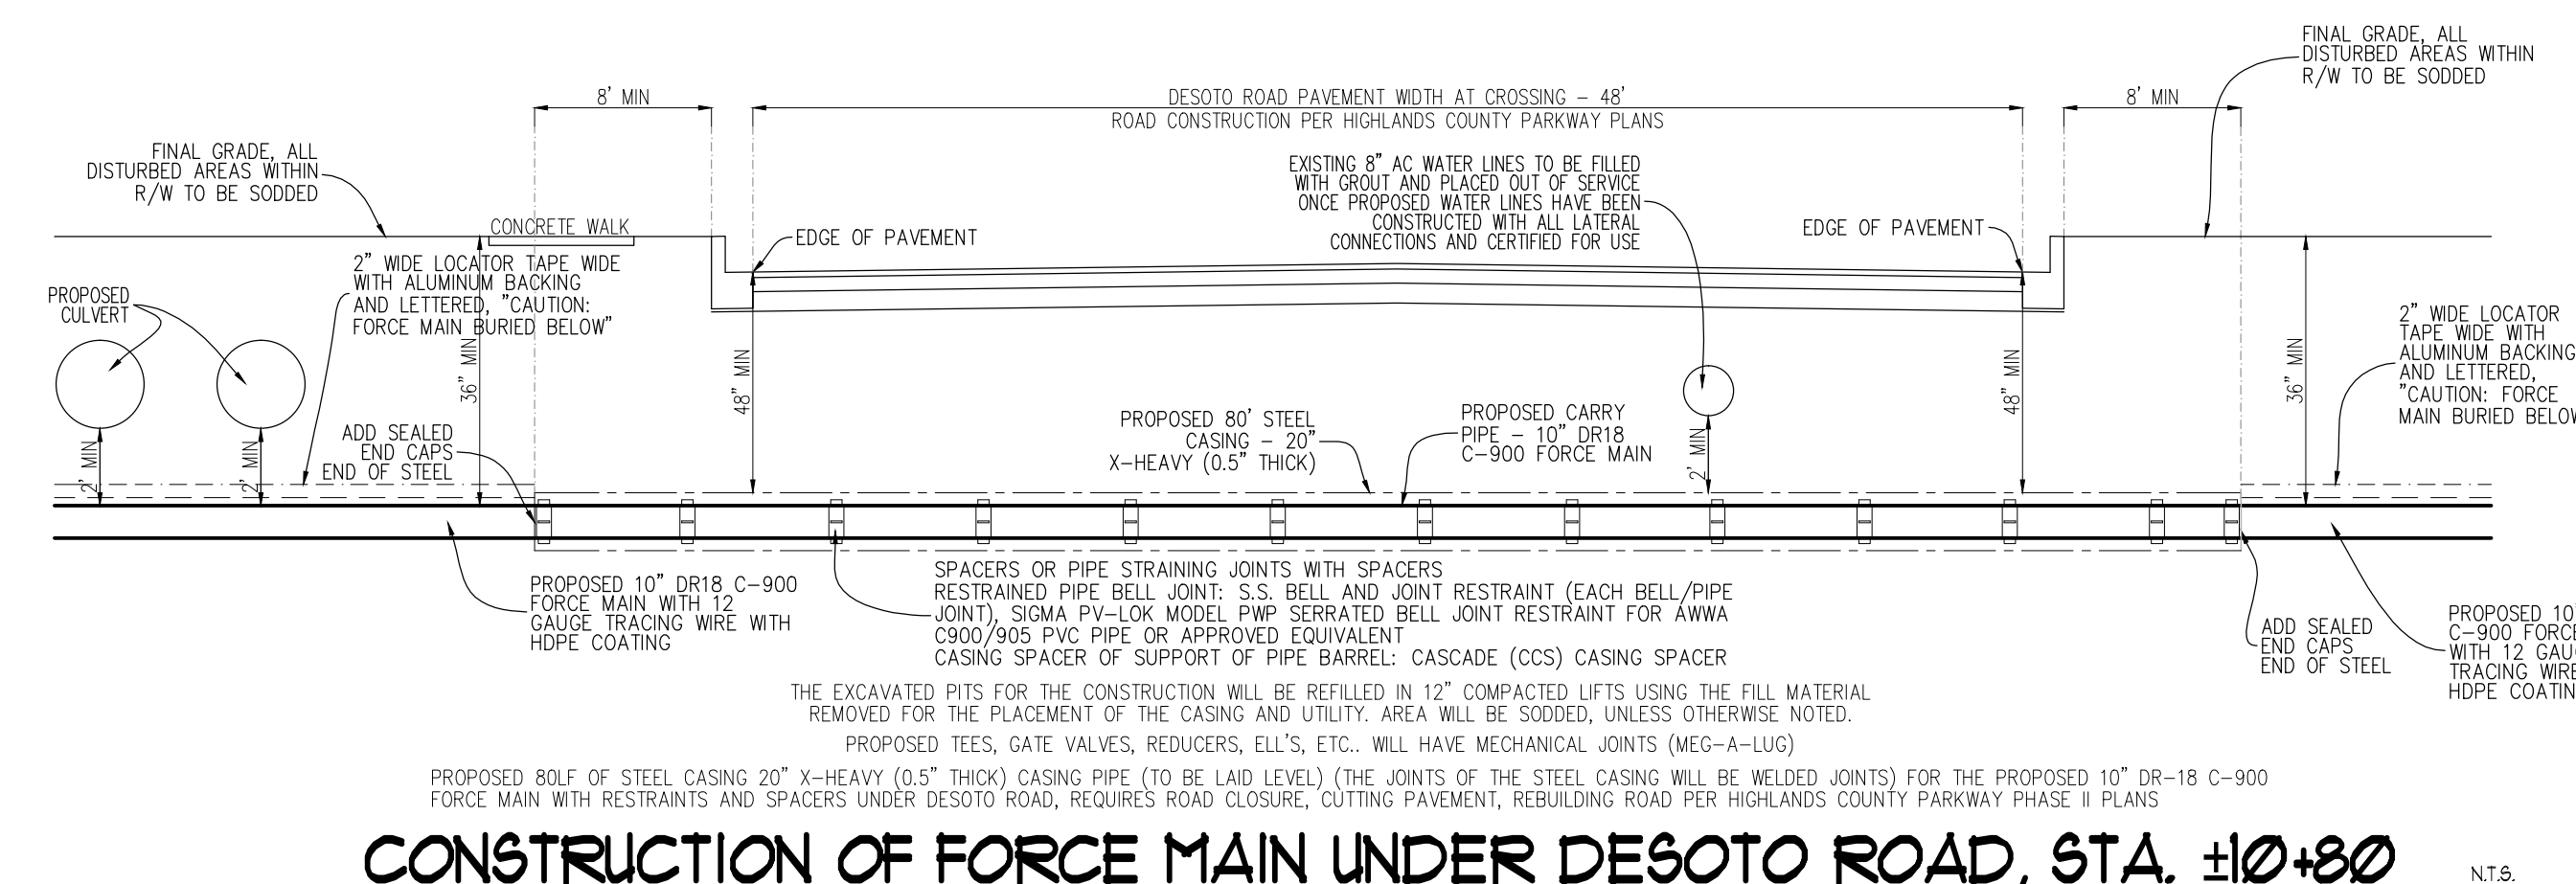 FINAL GRADE, ALL
DISTURBED AREAS WITHIN
R/W TO BE SODDED
8' MIN
DESOTO ROAD PAVEMENT WIDTH AT CROSSING – 48'
ROAD CONSTRUCTION PER HIGHLANDS COUNTY PARKWAY PLANS
8' MIN
FINAL GRADE, ALL
DISTURBED AREAS WITHIN
R/W TO BE SODDED
EXISTING 8" AC WATER LINES TO BE FILLED
WITH GROUT AND PLACED OUT OF SERVICE
ONCE PROPOSED WATER LINES HAVE BEEN
CONSTRUCTED WITH ALL LATERAL
CONNECTIONS AND CERTIFIED FOR USE
CONCRETE WALK
EDGE OF PAVEMENT
EDGE OF PAVEMENT
2" WIDE LOCATOR TAPE WIDE
WITH ALUMINUM BACKING
AND LETTERED, "CAUTION:
FORCE MAIN BURIED BELOW"
PROPOSED
CULVERT
2" WIDE LOCATOR
TAPE WIDE WITH
ALUMINUM BACKING
AND LETTERED,
"CAUTION: FORCE
MAIN BURIED BELOW
36" MIN
48" MIN
48" MIN
36" MIN
2' MIN
2' MIN
2' MIN
ADD SEALED
END CAPS
END OF STEEL
PROPOSED 80' STEEL
CASING – 20"
X-HEAVY (0.5" THICK)
PROPOSED CARRY
PIPE – 10" DR18
C-900 FORCE MAIN
PROPOSED 10" DR18 C-900
FORCE MAIN WITH 12
GAUGE TRACING WIRE WITH
HDPE COATING
SPACERS OR PIPE STRAINING JOINTS WITH SPACERS
RESTRAINED PIPE BELL JOINT: S.S. BELL AND JOINT RESTRAINT (EACH BELL/PIPE
JOINT), SIGMA PV-LOK MODEL PWP SERRATED BELL JOINT RESTRAINT FOR AWWA
C900/905 PVC PIPE OR APPROVED EQUIVALENT
CASING SPACER OF SUPPORT OF PIPE BARREL: CASCADE (CCS) CASING SPACER
ADD SEALED
END CAPS
END OF STEEL
PROPOSED 10
C-900 FORCE
WITH 12 GAU
TRACING WIRE
HDPE COATIN
THE EXCAVATED PITS FOR THE CONSTRUCTION WILL BE REFILLED IN 12" COMPACTED LIFTS USING THE FILL MATERIAL
REMOVED FOR THE PLACEMENT OF THE CASING AND UTILITY. AREA WILL BE SODDED, UNLESS OTHERWISE NOTED.
PROPOSED TEES, GATE VALVES, REDUCERS, ELL'S, ETC.. WILL HAVE MECHANICAL JOINTS (MEG-A-LUG)
PROPOSED 80LF OF STEEL CASING 20" X-HEAVY (0.5" THICK) CASING PIPE (TO BE LAID LEVEL) (THE JOINTS OF THE STEEL CASING WILL BE WELDED JOINTS) FOR THE PROPOSED 10" DR-18 C-900
FORCE MAIN WITH RESTRAINTS AND SPACERS UNDER DESOTO ROAD, REQUIRES ROAD CLOSURE, CUTTING PAVEMENT, REBUILDING ROAD PER HIGHLANDS COUNTY PARKWAY PHASE II PLANS
CONSTRUCTION OF FORCE MAIN UNDER DESOTO ROAD, STA. ±10+80
N.T.S.